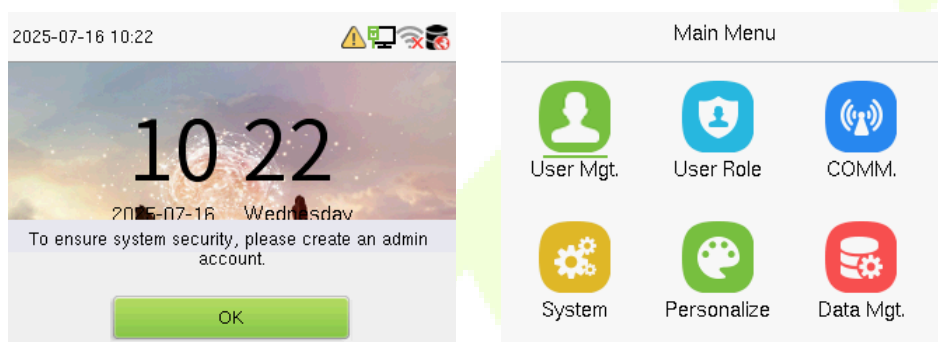 2025-07-16 10:22
10 22
2025-07-16 Wednesday
To ensure system security, please create an admin
account.
OK
Main Menu
User Mgt. User Role COMM.
System Personalize Data Mgt.